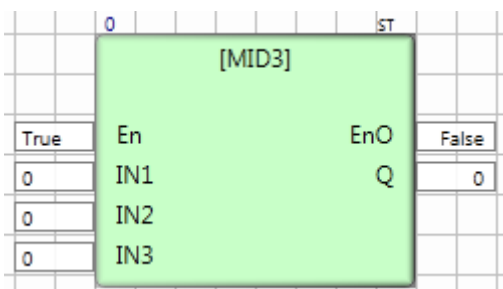 0 ST
[MID3]
True En EnO False
0 IN1 Q 0
0 IN2
0 IN3